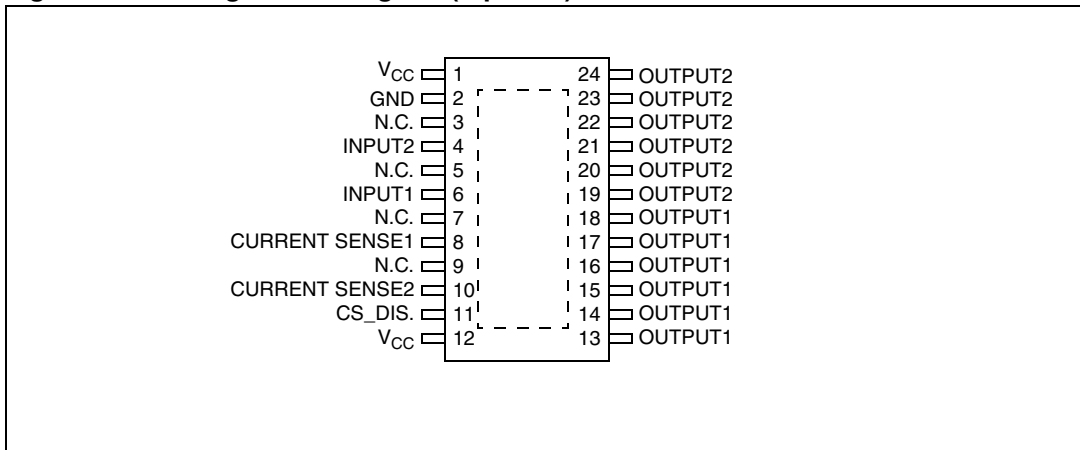 V_CC 1 24 OUTPUT2
GND 2 23 OUTPUT2
N.C. 3 22 OUTPUT2
INPUT2 4 21 OUTPUT2
N.C. 5 20 OUTPUT2
INPUT1 6 19 OUTPUT2
N.C. 7 18 OUTPUT1
CURRENT SENSE1 8 17 OUTPUT1
N.C. 9 16 OUTPUT1
CURRENT SENSE2 10 15 OUTPUT1
CS_DIS. 11 14 OUTPUT1
V_CC 12 13 OUTPUT1